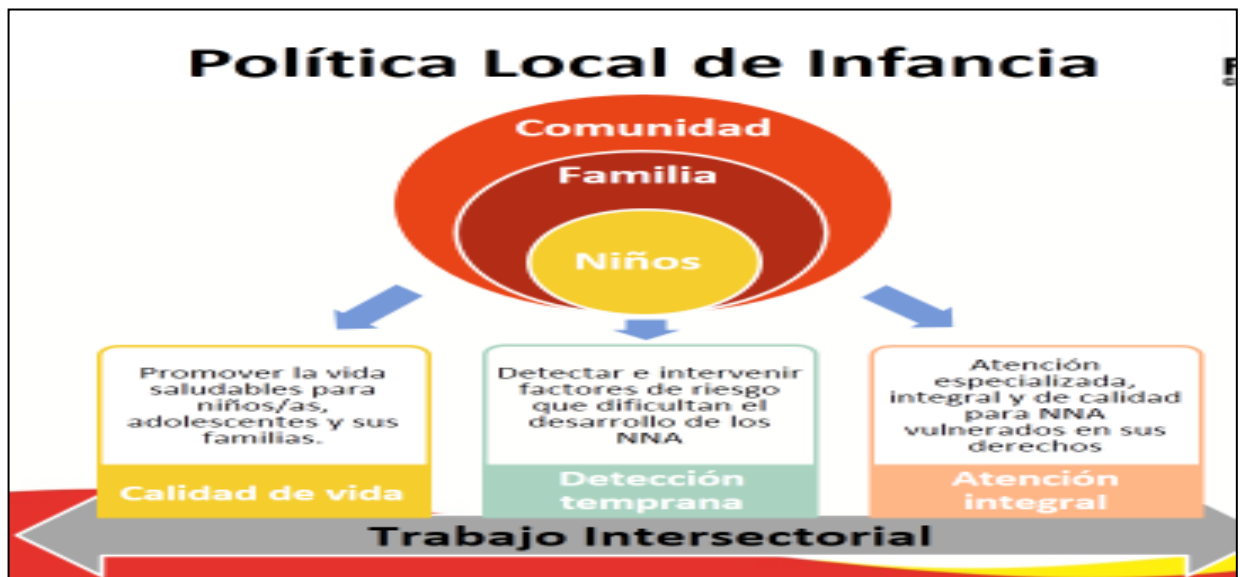 Política Local de Infancia
Comunidad
Familia
Niños
Promover la vida
saludables para
niños/as,
adolescentes y sus
familias.
Calidad de vida
Detectar e intervenir
factores de riesgo
que dificultan el
desarrollo de los
NNA
Detección
temprana
Atención
especializada,
integral y de calidad
para NNA
vulnerados en sus
derechos
Atención
integral
Trabajo Intersectorial